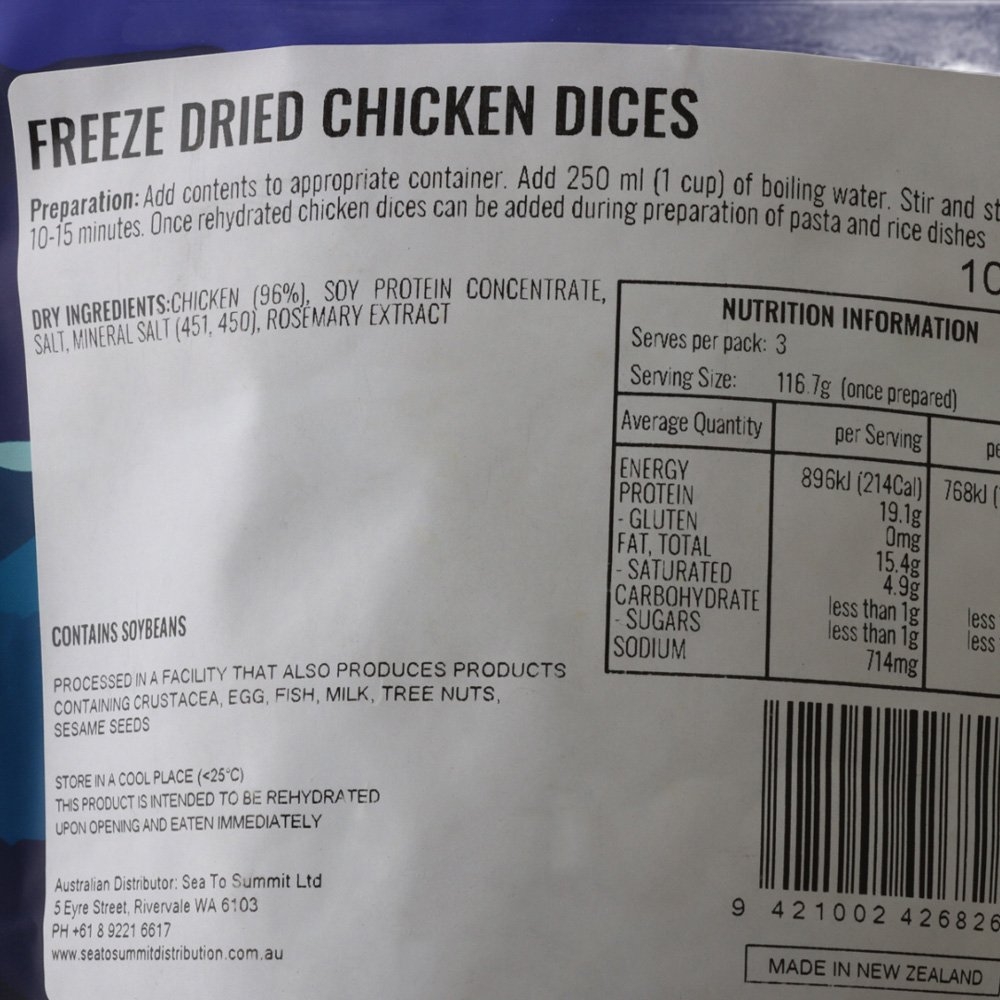 FREEZE DRIED CHICKEN DICES
Preparation: Add contents to appropriate container. Add 250 ml (1 cup) of boiling water. Stir and st
10-15 minutes. Once rehydrated chicken dices can be added during preparation of pasta and rice dishes
10
DRY INGREDIENTS:CHICKEN (96%), SOY PROTEIN CONCENTRATE,
SALT, MINERAL SALT (451, 450), ROSEMARY EXTRACT
NUTRITION INFORMATION
Serves per pack: 3
Serving Size: 116.7g (once prepared)
Average Quantity per Serving pe
ENERGY 896kJ (214Cal) 768kJ (
PROTEIN 19.1g
- GLUTEN 0mg
FAT, TOTAL 15.4g
- SATURATED 4.9g
CARBOHYDRATE less than 1g less
- SUGARS less than 1g less
SODIUM 714mg
CONTAINS SOYBEANS
PROCESSED IN A FACILITY THAT ALSO PRODUCES PRODUCTS
CONTAINING CRUSTACEA, EGG, FISH, MILK, TREE NUTS,
SESAME SEEDS
STORE IN A COOL PLACE (<25°C)
THIS PRODUCT IS INTENDED TO BE REHYDRATED
UPON OPENING AND EATEN IMMEDIATELY
Australian Distributor: Sea To Summit Ltd
5 Eyre Street, Rivervale WA 6103
PH +61 8 9221 6617
www.seatosummitdistribution.com.au
9 421002 426826
MADE IN NEW ZEALAND